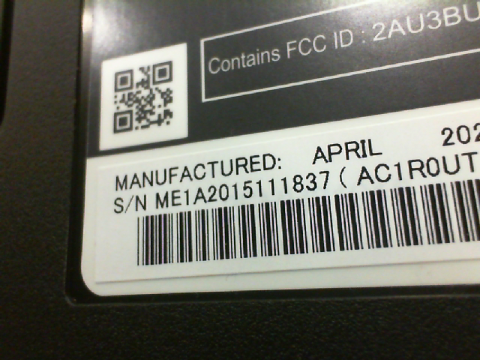 Contains FCC ID : 2AU3BU
MANUFACTURED: APRIL 202
S/N ME1A2015111837 ( AC1R0UT